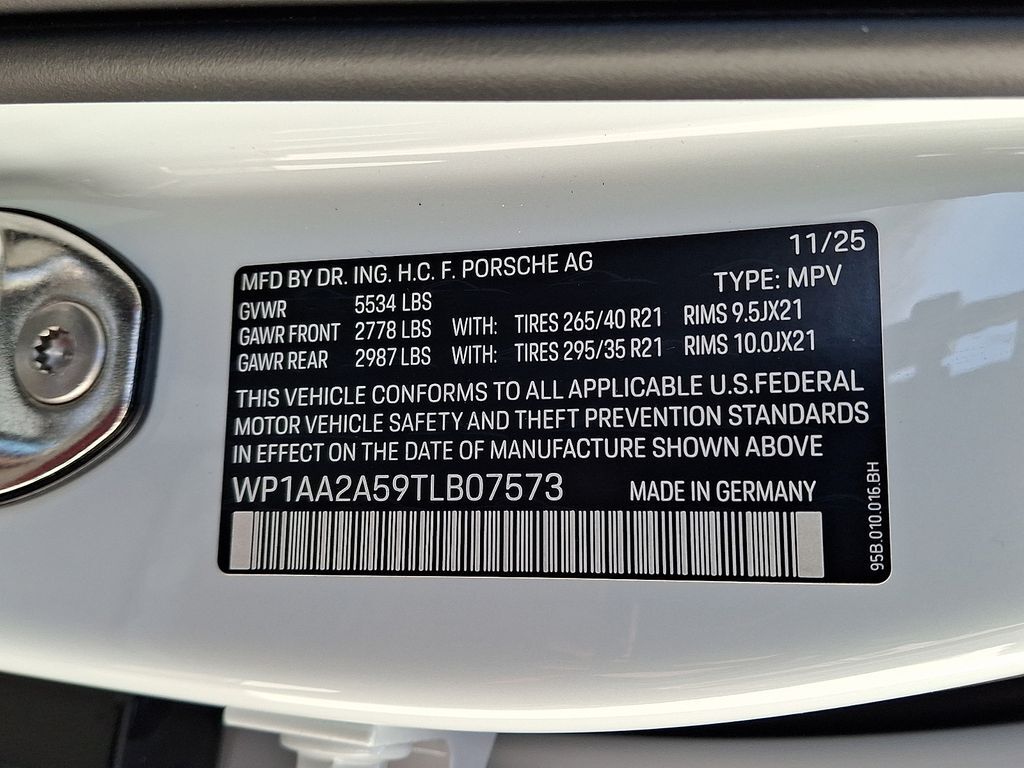 11/25
MFD BY DR. ING. H.C. F. PORSCHE AG
TYPE: MPV
GVWR 5534 LBS
GAWR FRONT 2778 LBS WITH: TIRES 265/40 R21 RIMS 9.5JX21
GAWR REAR 2987 LBS WITH: TIRES 295/35 R21 RIMS 10.0JX21
THIS VEHICLE CONFORMS TO ALL APPLICABLE U.S.FEDERAL
MOTOR VEHICLE SAFETY AND THEFT PREVENTION STANDARDS
IN EFFECT ON THE DATE OF MANUFACTURE SHOWN ABOVE
WP1AA2A59TLB07573 MADE IN GERMANY
95B.010.016.BH